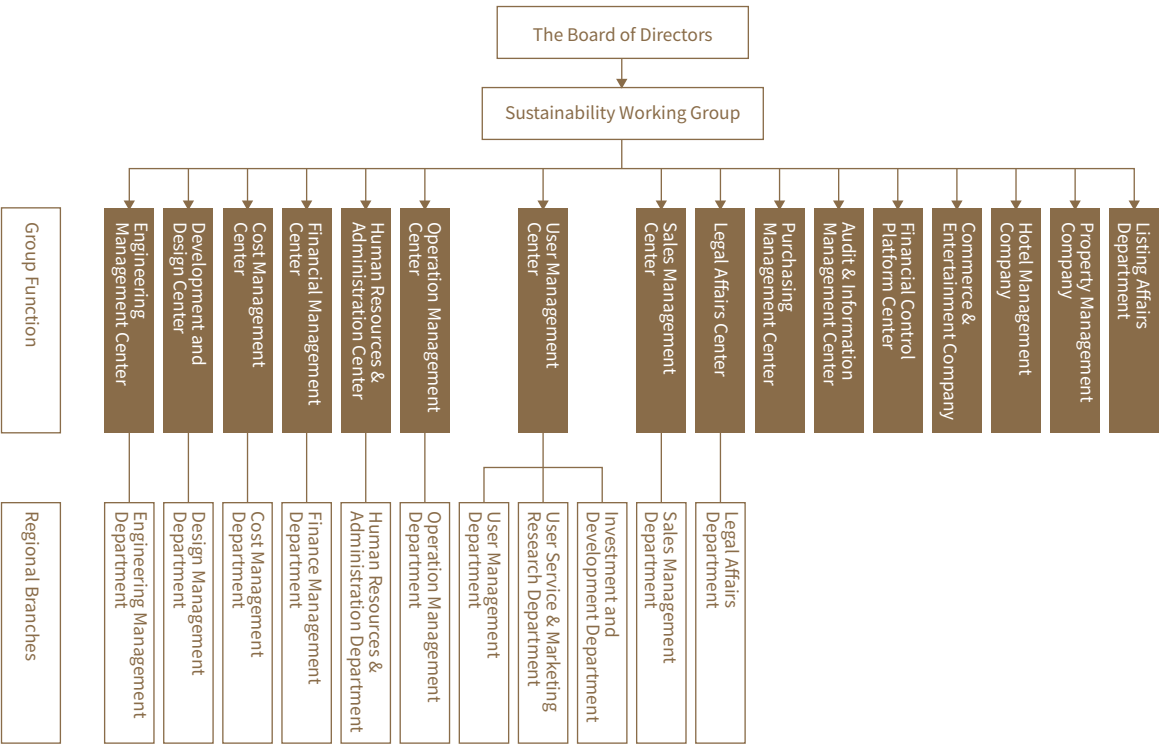 The Board of Directors
Sustainability Working Group
Group Function
Engineering
Management Center
Development and
Design Center
Cost Management
Center
Financial Management
Center
Human Resources &
Administration Center
Operation Management
Center
User Management
Center
Sales Management
Center
Legal Affairs Center
Purchasing
Management Center
Audit & Information
Management Center
Financial Control
Platform Center
Commerce &
Entertainment Company
Hotel Management
Company
Property Management
Company
Listing Affairs
Department
Regional Branches
Engineering Management
Department
Design Management
Department
Cost Management
Department
Finance Management
Department
Human Resources &
Administration Department
Operation Management
Department
User Management
Department
User Service & Marketing
Research Department
Investment and
Development Department
Sales Management
Department
Legal Affairs
Department